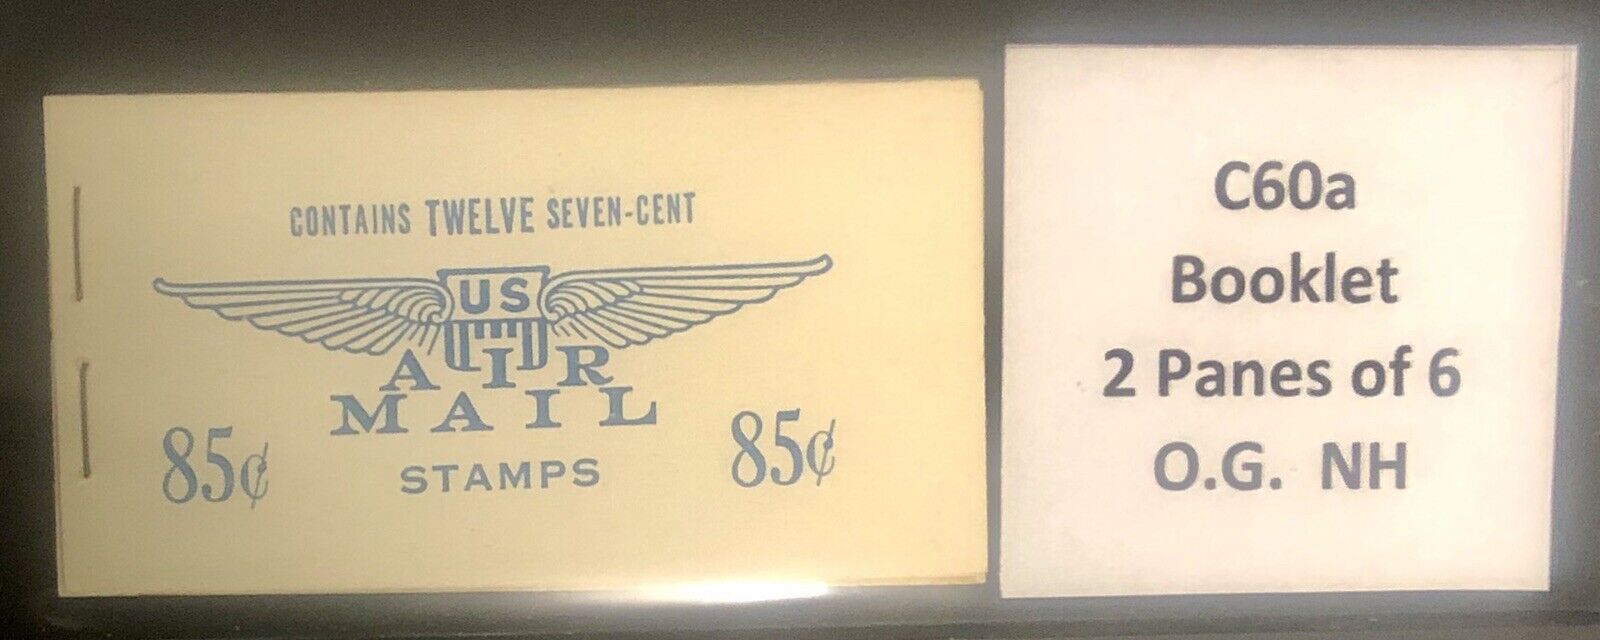 CONTAINS TWELVE SEVEN-CENT
US
AIR
MAIL
STAMPS
85¢
85¢
C60a
Booklet
2 Panes of 6
O.G. NH